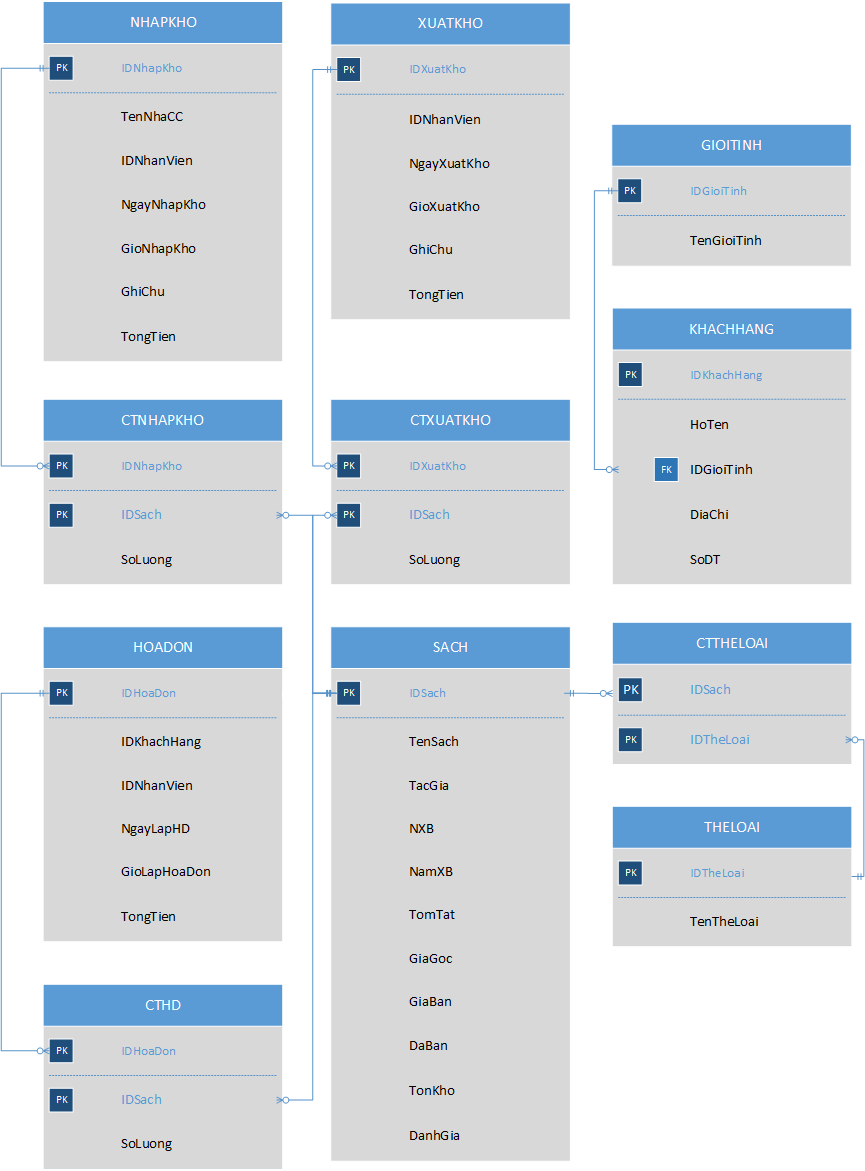 NHAPKHO
PK IDNhapKho
TenNhaCC
IDNhanVien
NgayNhapKho
GioNhapKho
GhiChu
TongTien
XUATKHO
PK IDXuatKho
IDNhanVien
NgayXuatKho
GioXuatKho
GhiChu
TongTien
GIOITINH
PK IDGioiTinh
TenGioiTinh
KHACHHANG
PK IDKhachHang
HoTen
FK IDGioiTinh
DiaChi
SoDT
CTNHAPKHO
PK IDNhapKho
PK IDSach
SoLuong
CTXUATKHO
PK IDXuatKho
PK IDSach
SoLuong
HOADON
PK IDHoaDon
IDKhachHang
IDNhanVien
NgayLapHD
GioLapHoaDon
TongTien
SACH
PK IDSach
TenSach
TacGia
NXB
NamXB
TomTat
GiaGoc
GiaBan
DaBan
TonKho
DanhGia
CTTHELOAI
PK IDSach
PK IDTheLoai
THELOAI
PK IDTheLoai
TenTheLoai
CTHD
PK IDHoaDon
PK IDSach
SoLuong